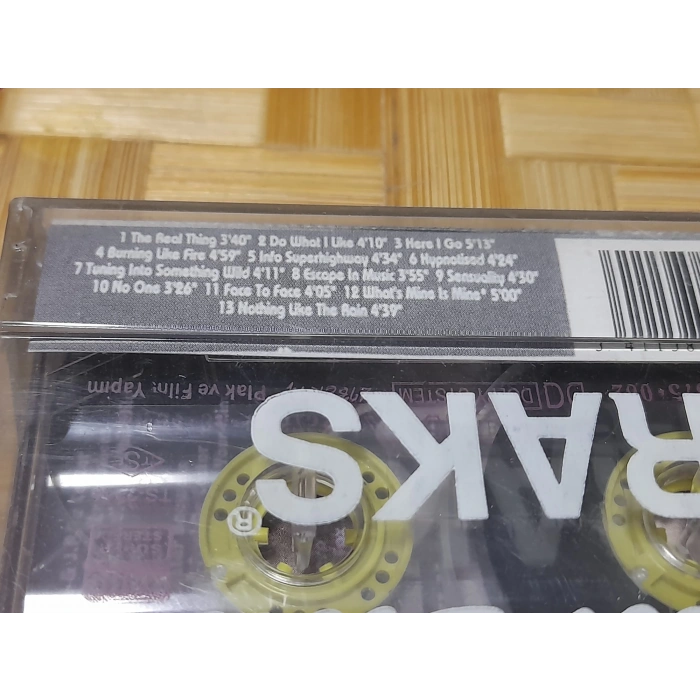 1 The Real Thing 3'40" 2 Do What I Like 4'10" 3 Here I Go 5'13"
4 Burning Like Fire 4'59" 5 Info Superhighway 4'34" 6 Hypnotised 4'24"
7 Tuning Into Something Wild 4'11" 8 Escape In Music 3'55" 9 Sensuality 4'30"
10 No One 3'26" 11 Face To Face 4'05" 12 What's Mine Is Mine" 5'00"
13 Nothing Like The Rain 4'39"
Plak ve Film Yapım
DOLBY SYSTEM
RAKS
®